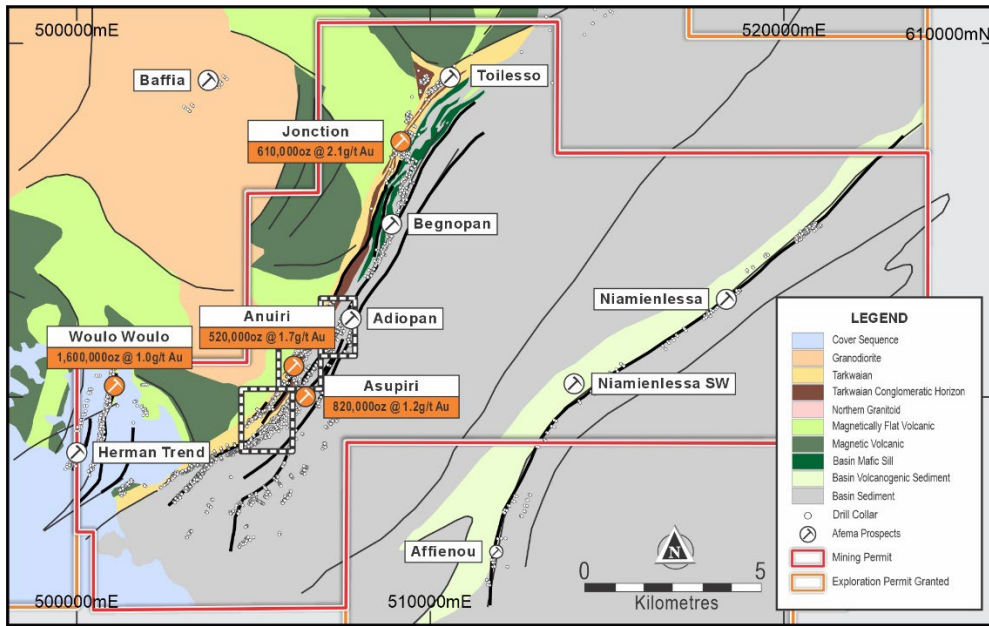 500000mE
520000mE
610000mN
Baffia
Toilesso
Jonction
610,000oz @ 2.1g/t Au
Begnopan
Anuiri
520,000oz @ 1.7g/t Au
Adiopan
Niamienlessa
Woulo Woulo
1,600,000oz @ 1.0g/t Au
Asupiri
820,000oz @ 1.2g/t Au
Niamienlessa SW
Herman Trend
Affienou
N
0 5
Kilometres
500000mE
510000mE
LEGEND
Cover Sequence
Granodiorite
Tarkwaian
Tarkwaian Conglomeratic Horizon
Northern Granitoid
Magnetically Flat Volcanic
Magnetic Volcanic
Basin Mafic Sill
Basin Volcanogenic Sediment
Basin Sediment
Drill Collar
Afema Prospects
Mining Permit
Exploration Permit Granted